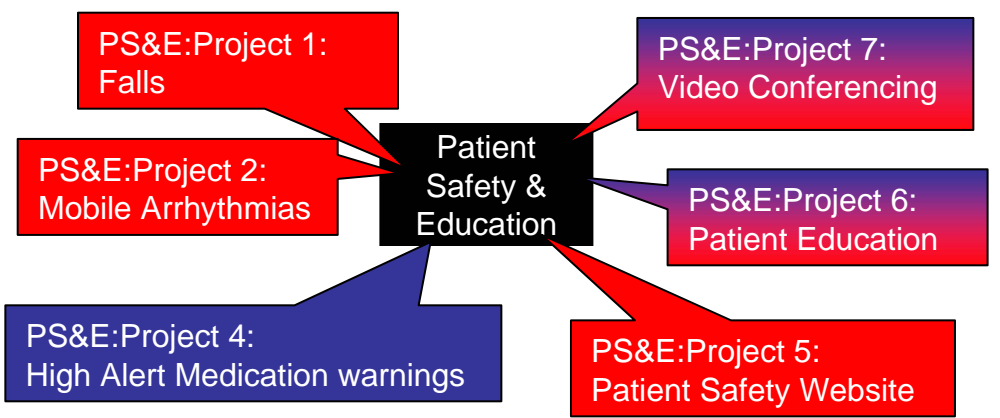 PS&E:Project 1:
Falls
PS&E:Project 7:
Video Conferencing
Patient
Safety &
Education
PS&E:Project 2:
Mobile Arrhythmias
PS&E:Project 6:
Patient Education
PS&E:Project 4:
High Alert Medication warnings
PS&E:Project 5:
Patient Safety Website